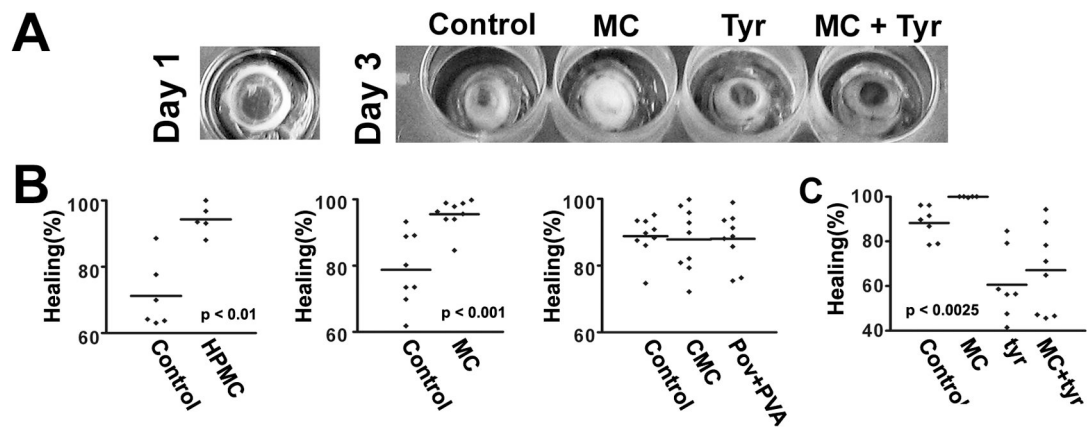 A
Day 1
Day 3
Control
MC
Tyr
MC + Tyr
B
Healing(%)
100
80
60
p < 0.01
Control
HPMC
Healing(%)
100
80
60
p < 0.001
Control
MC
Healing(%)
100
80
60
Control
CMC
Pov+PVA
C
Healing(%)
100
80
60
40
p < 0.0025
Control
MC
tyr
MC+tyr